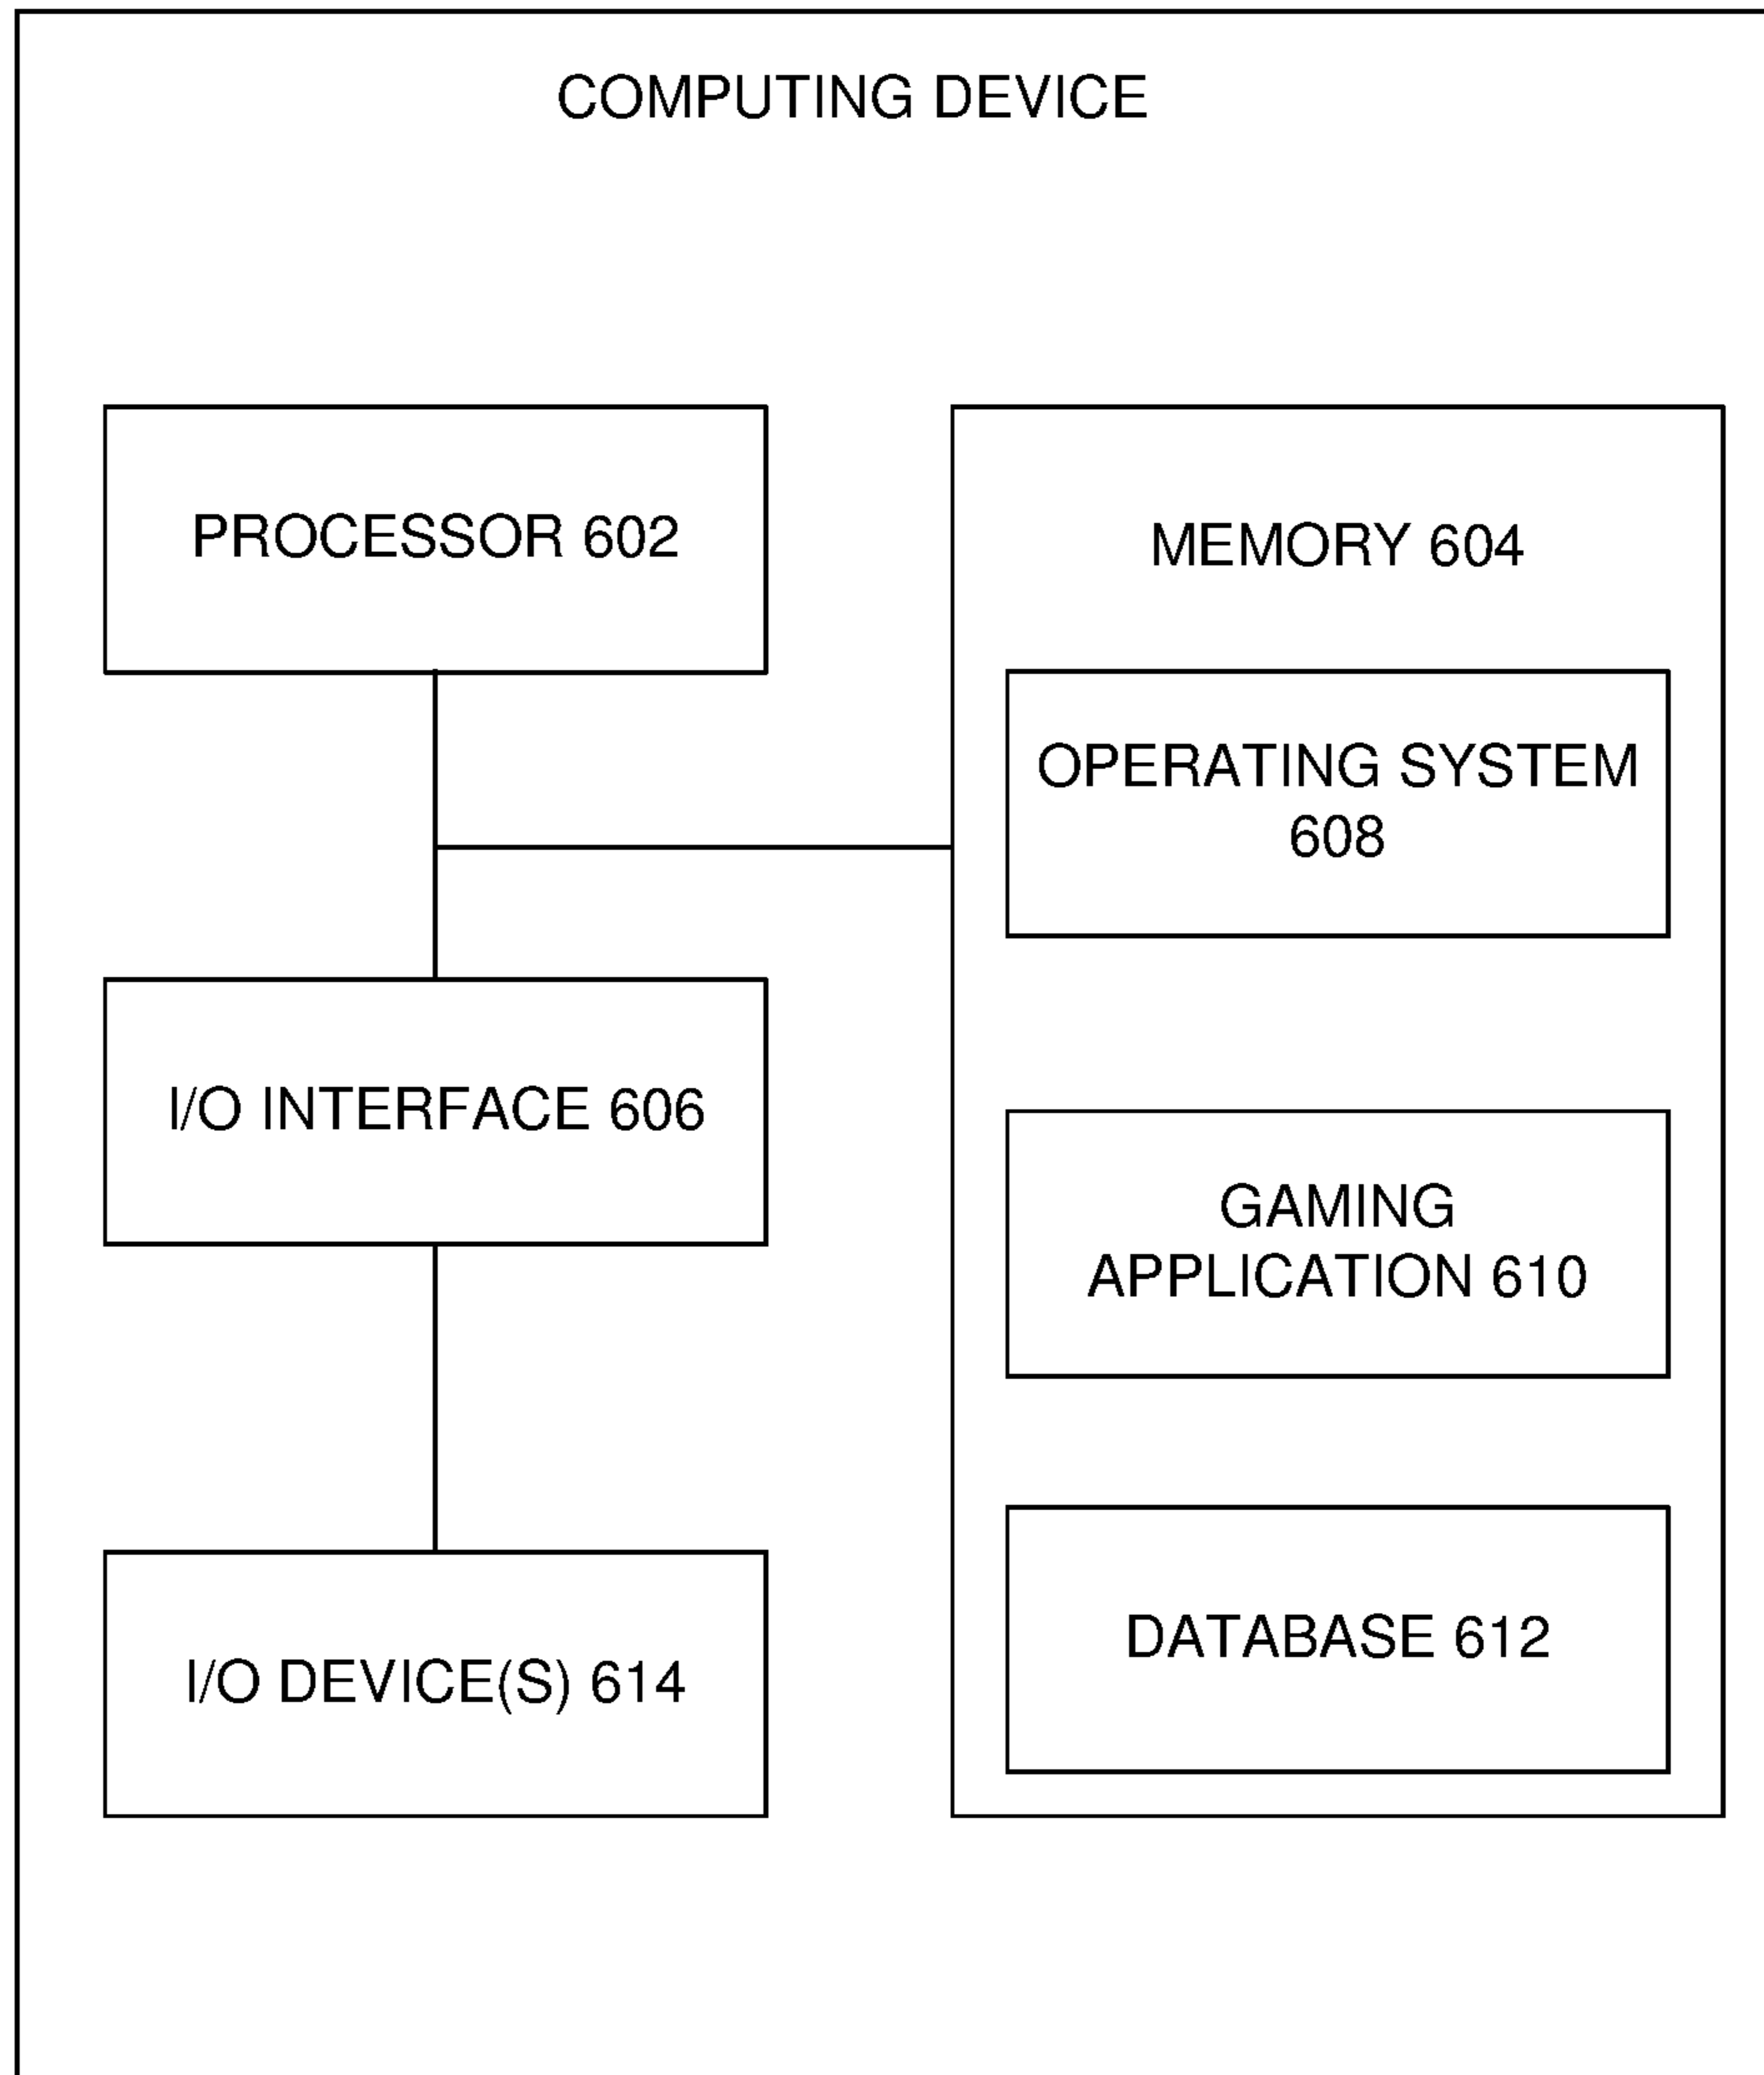 COMPUTING DEVICE
PROCESSOR 602
MEMORY 604
OPERATING SYSTEM
608
I/O INTERFACE 606
GAMING
APPLICATION 610
I/O DEVICE(S) 614
DATABASE 612